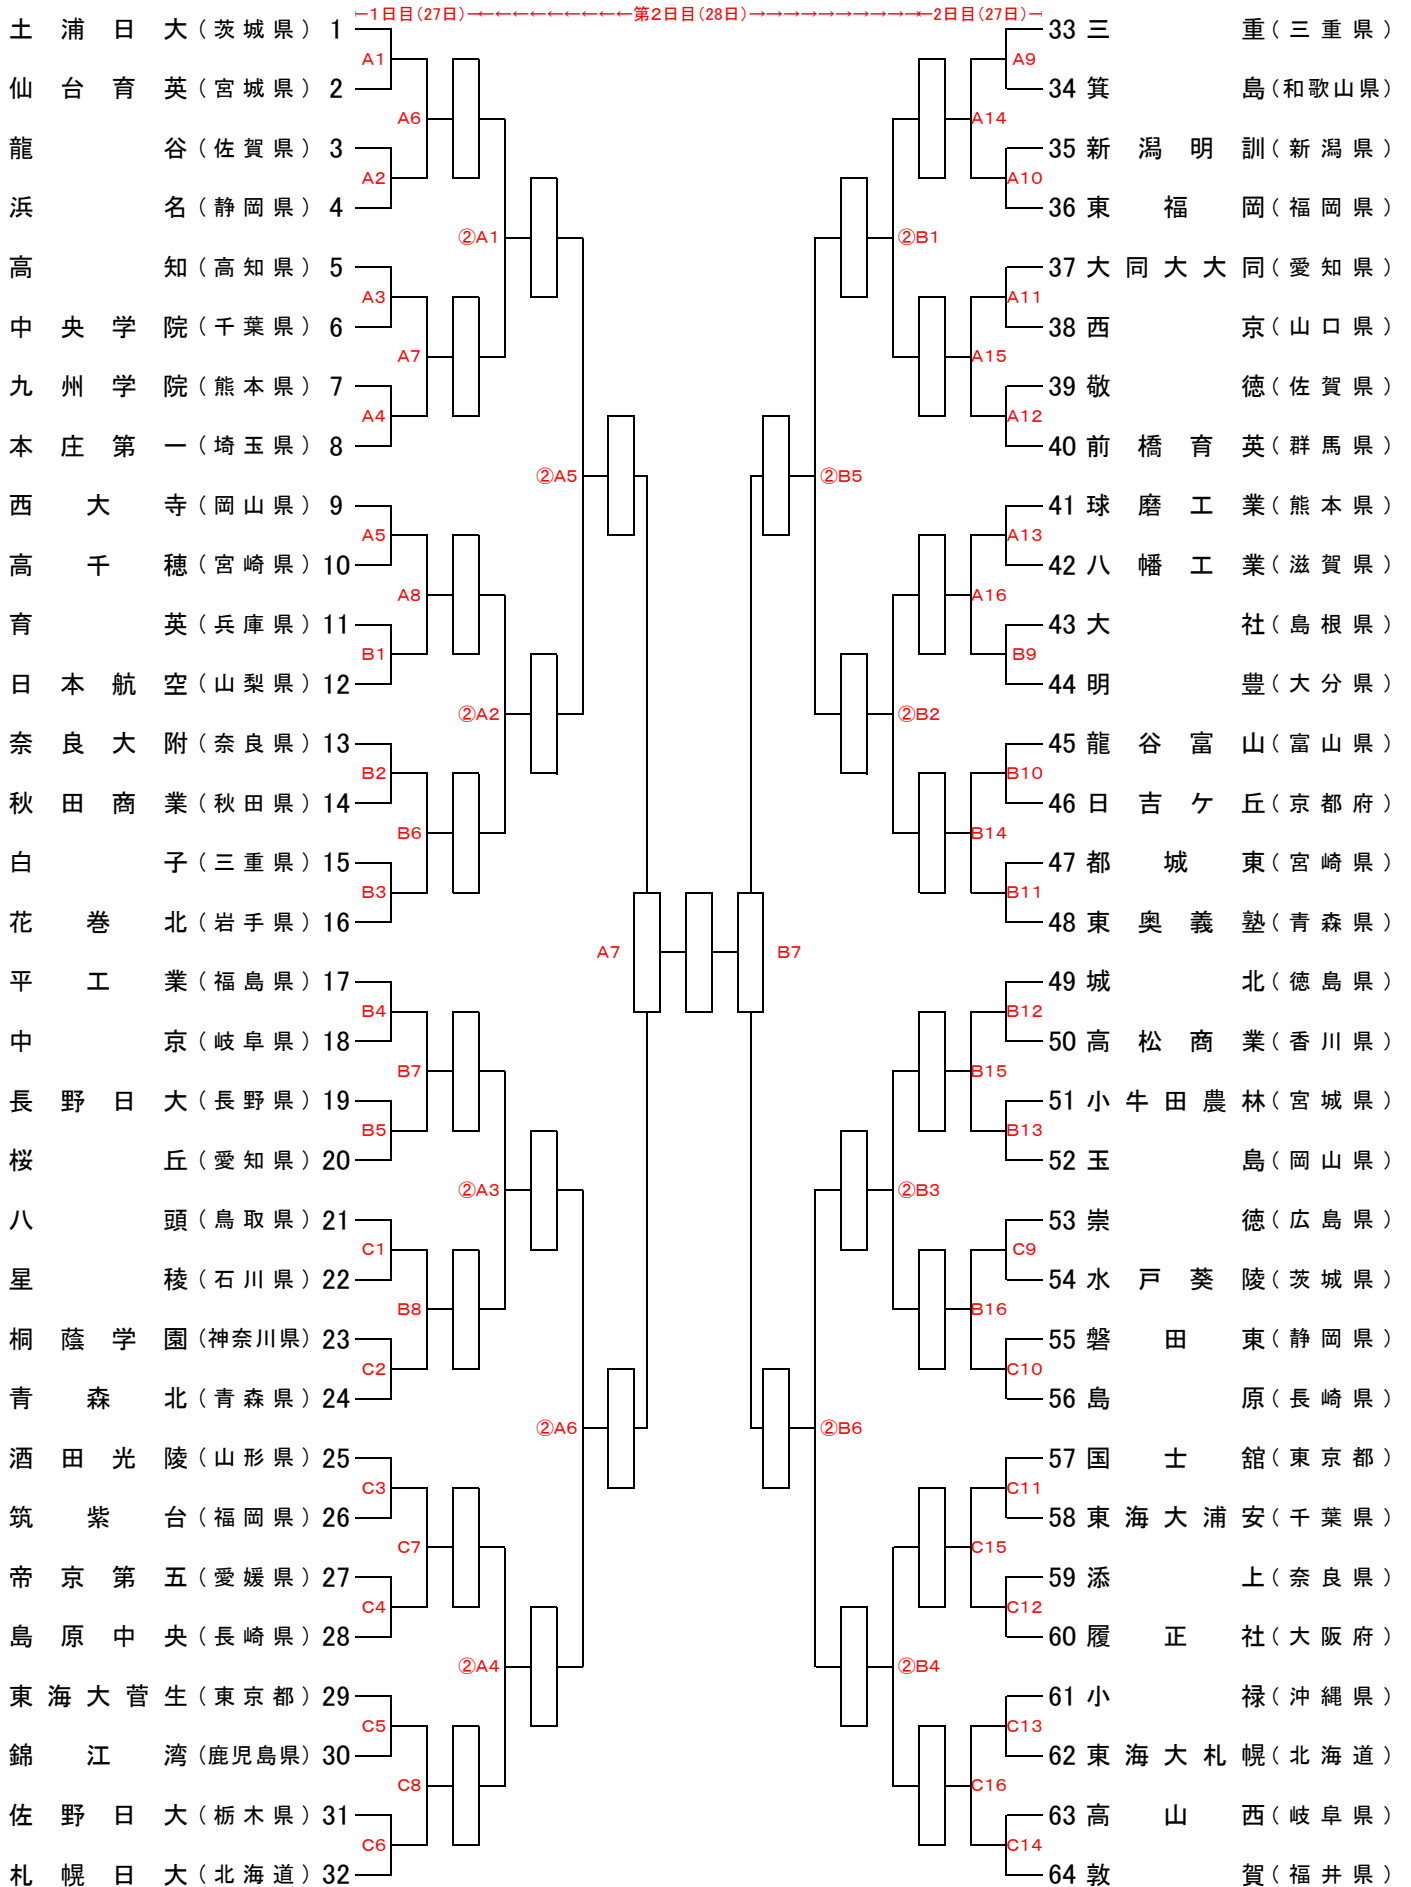 1日目(27日) ←←←←←←←←第2日目(28日)→→→→→→→→ 2日目(27日)
土浦日大(茨城県) 1
A1
仙台育英(宮城県) 2
A6
龍谷(佐賀県) 3
A2
浜名(静岡県) 4
②A1
高知(高知県) 5
A3
中央学院(千葉県) 6
A7
九州学院(熊本県) 7
A4
本庄第一(埼玉県) 8
②A5
西大寺(岡山県) 9
A5
高千穂(宮崎県) 10
A8
育英(兵庫県) 11
B1
日本航空(山梨県) 12
②A2
奈良大附(奈良県) 13
B2
秋田商業(秋田県) 14
B6
白子(三重県) 15
B3
花巻北(岩手県) 16
A7
平工業(福島県) 17
B4
中京(岐阜県) 18
B7
長野日大(長野県) 19
B5
桜丘(愛知県) 20
②A3
八頭(鳥取県) 21
C1
星稜(石川県) 22
B8
桐蔭学園(神奈川県) 23
C2
青森北(青森県) 24
②A6
酒田光陵(山形県) 25
C3
筑紫台(福岡県) 26
C7
帝京第五(愛媛県) 27
C4
島原中央(長崎県) 28
②A4
東海大菅生(東京都) 29
C5
錦江湾(鹿児島県) 30
C8
佐野日大(栃木県) 31
C6
札幌日大(北海道) 32
33 三重(三重県)
A9
34 箕島(和歌山県)
A14
35 新潟明訓(新潟県)
A10
36 東福岡(福岡県)
②B1
37 大同大大同(愛知県)
A11
38 西京(山口県)
A15
39 敬徳(佐賀県)
A12
40 前橋育英(群馬県)
②B5
41 球磨工業(熊本県)
A13
42 八幡工業(滋賀県)
A16
43 大社(島根県)
B9
44 明豊(大分県)
②B2
45 龍谷富山(富山県)
B10
46 日吉ケ丘(京都府)
B14
47 都城東(宮崎県)
B11
48 東奥義塾(青森県)
B7
49 城北(徳島県)
B12
50 高松商業(香川県)
B15
51 小牛田農林(宮城県)
B13
52 玉島(岡山県)
②B3
53 崇徳(広島県)
C9
54 水戸葵陵(茨城県)
B16
55 磐田東(静岡県)
C10
56 島原(長崎県)
②B6
57 国士舘(東京都)
C11
58 東海大浦安(千葉県)
C15
59 添上(奈良県)
C12
60 履正社(大阪府)
②B4
61 小禄(沖縄県)
C13
62 東海大札幌(北海道)
C16
63 高山西(岐阜県)
C14
64 敦賀(福井県)